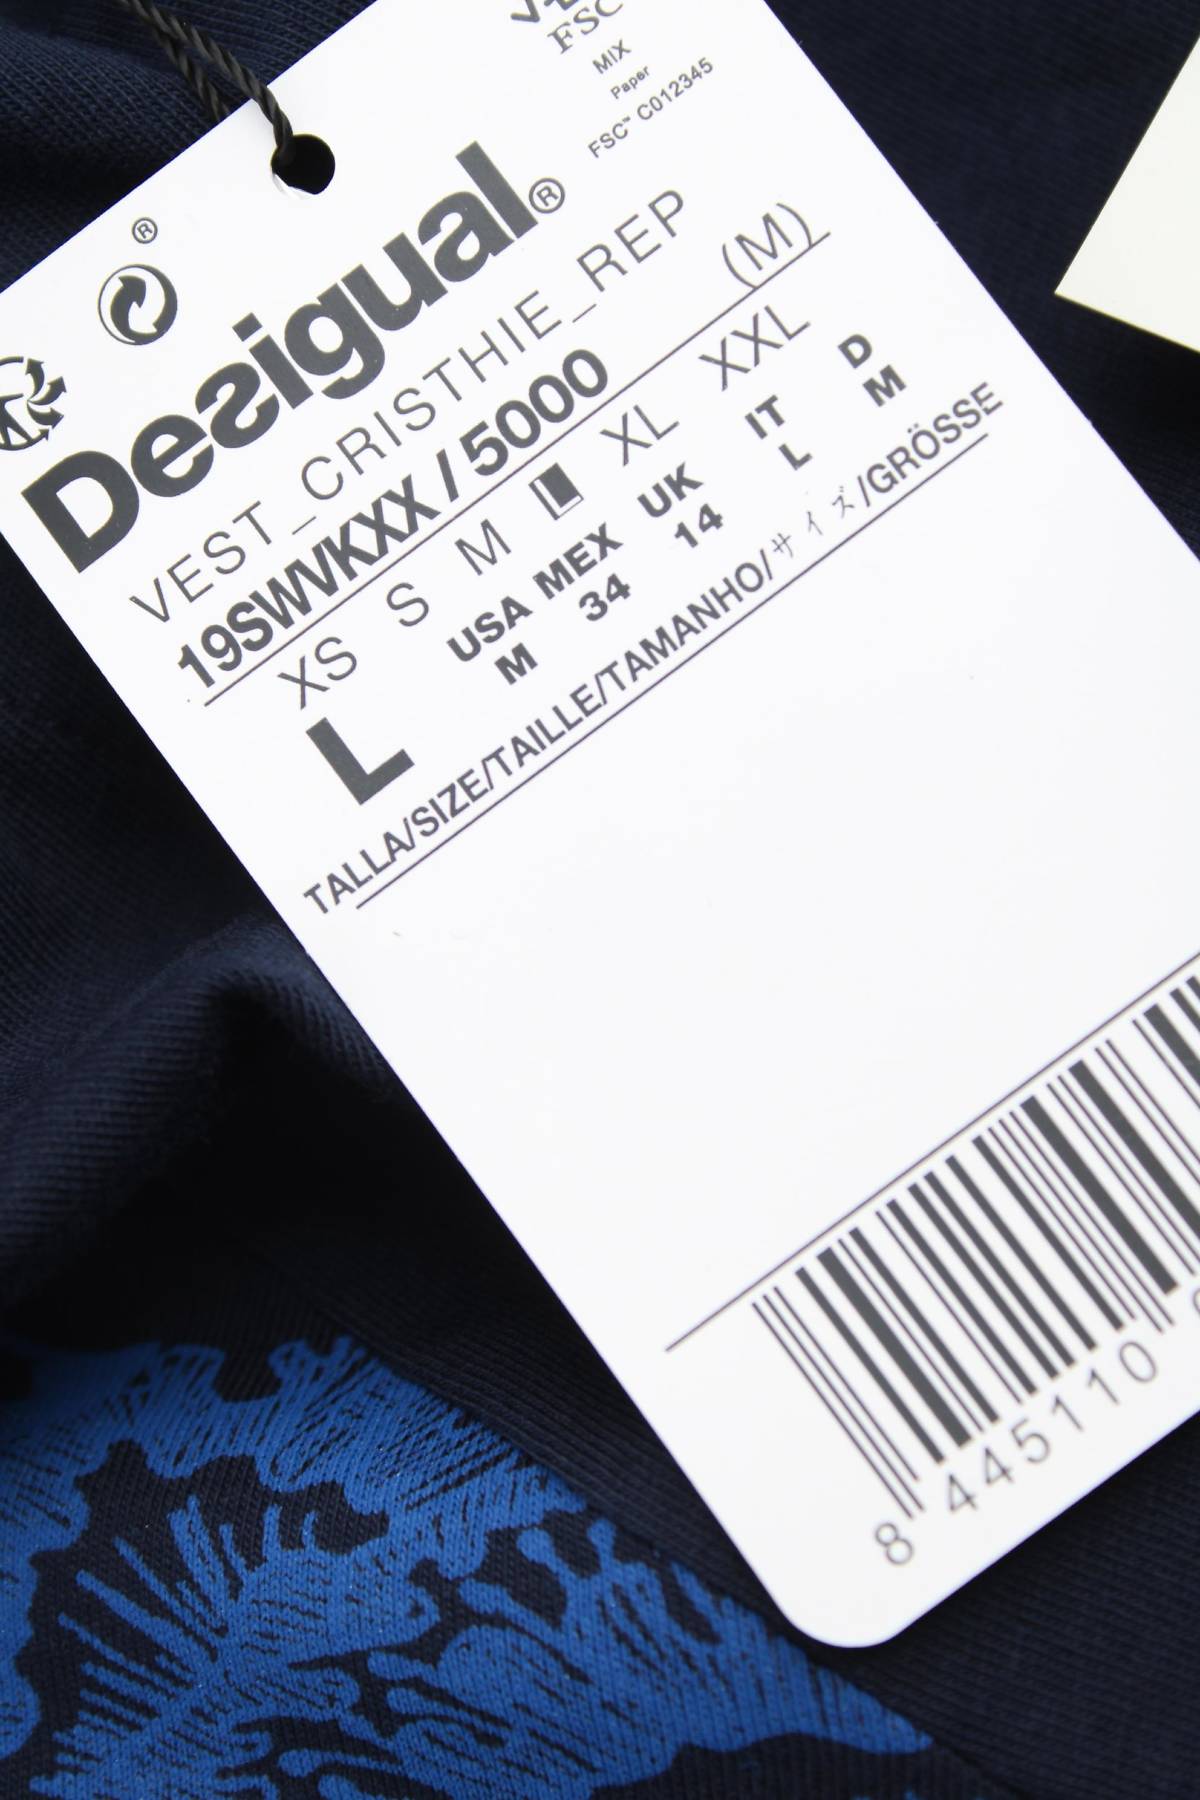 FSC
MIX
Paper
FSC™ C012345
®
Desigual®
VEST_CRISTHIE_REP
19SWVKXX / 5000 (M)
XS S M L XL XXL
L
USA MEX UK IT D
M 34 14 L M
TALLA/SIZE/TAILLE/TAMANHO/サイズ/GRÖSSE
8 445110